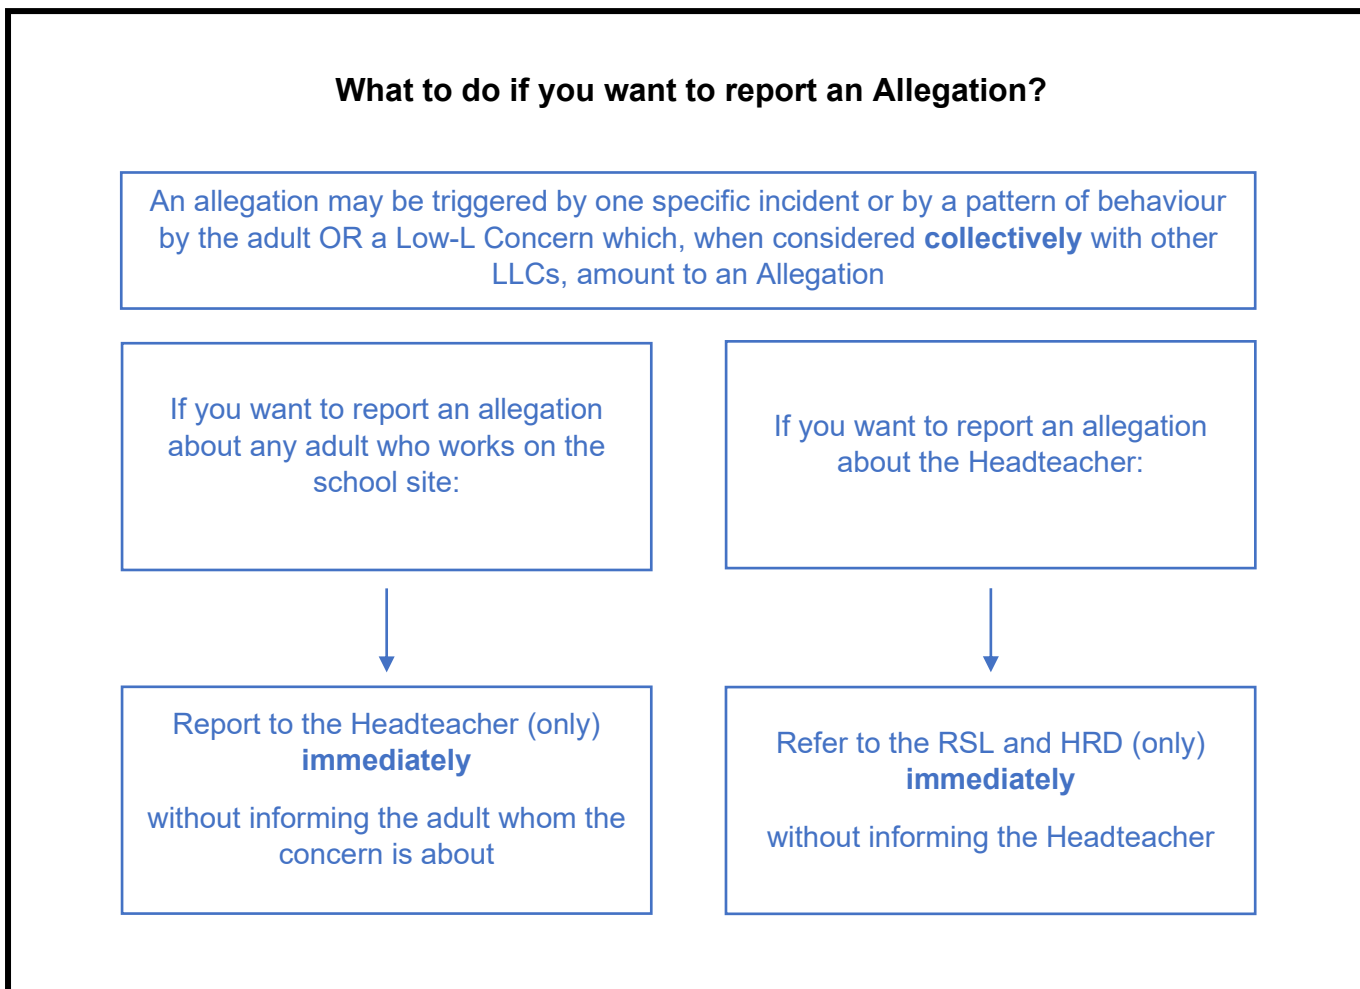 What to do if you want to report an Allegation?
An allegation may be triggered by one specific incident or by a pattern of behaviour
by the adult OR a Low-L Concern which, when considered collectively with other
LLCs, amount to an Allegation
If you want to report an allegation
about any adult who works on the
school site:
If you want to report an allegation
about the Headteacher:
Report to the Headteacher (only)
immediately
without informing the adult whom the
concern is about
Refer to the RSL and HRD (only)
immediately
without informing the Headteacher